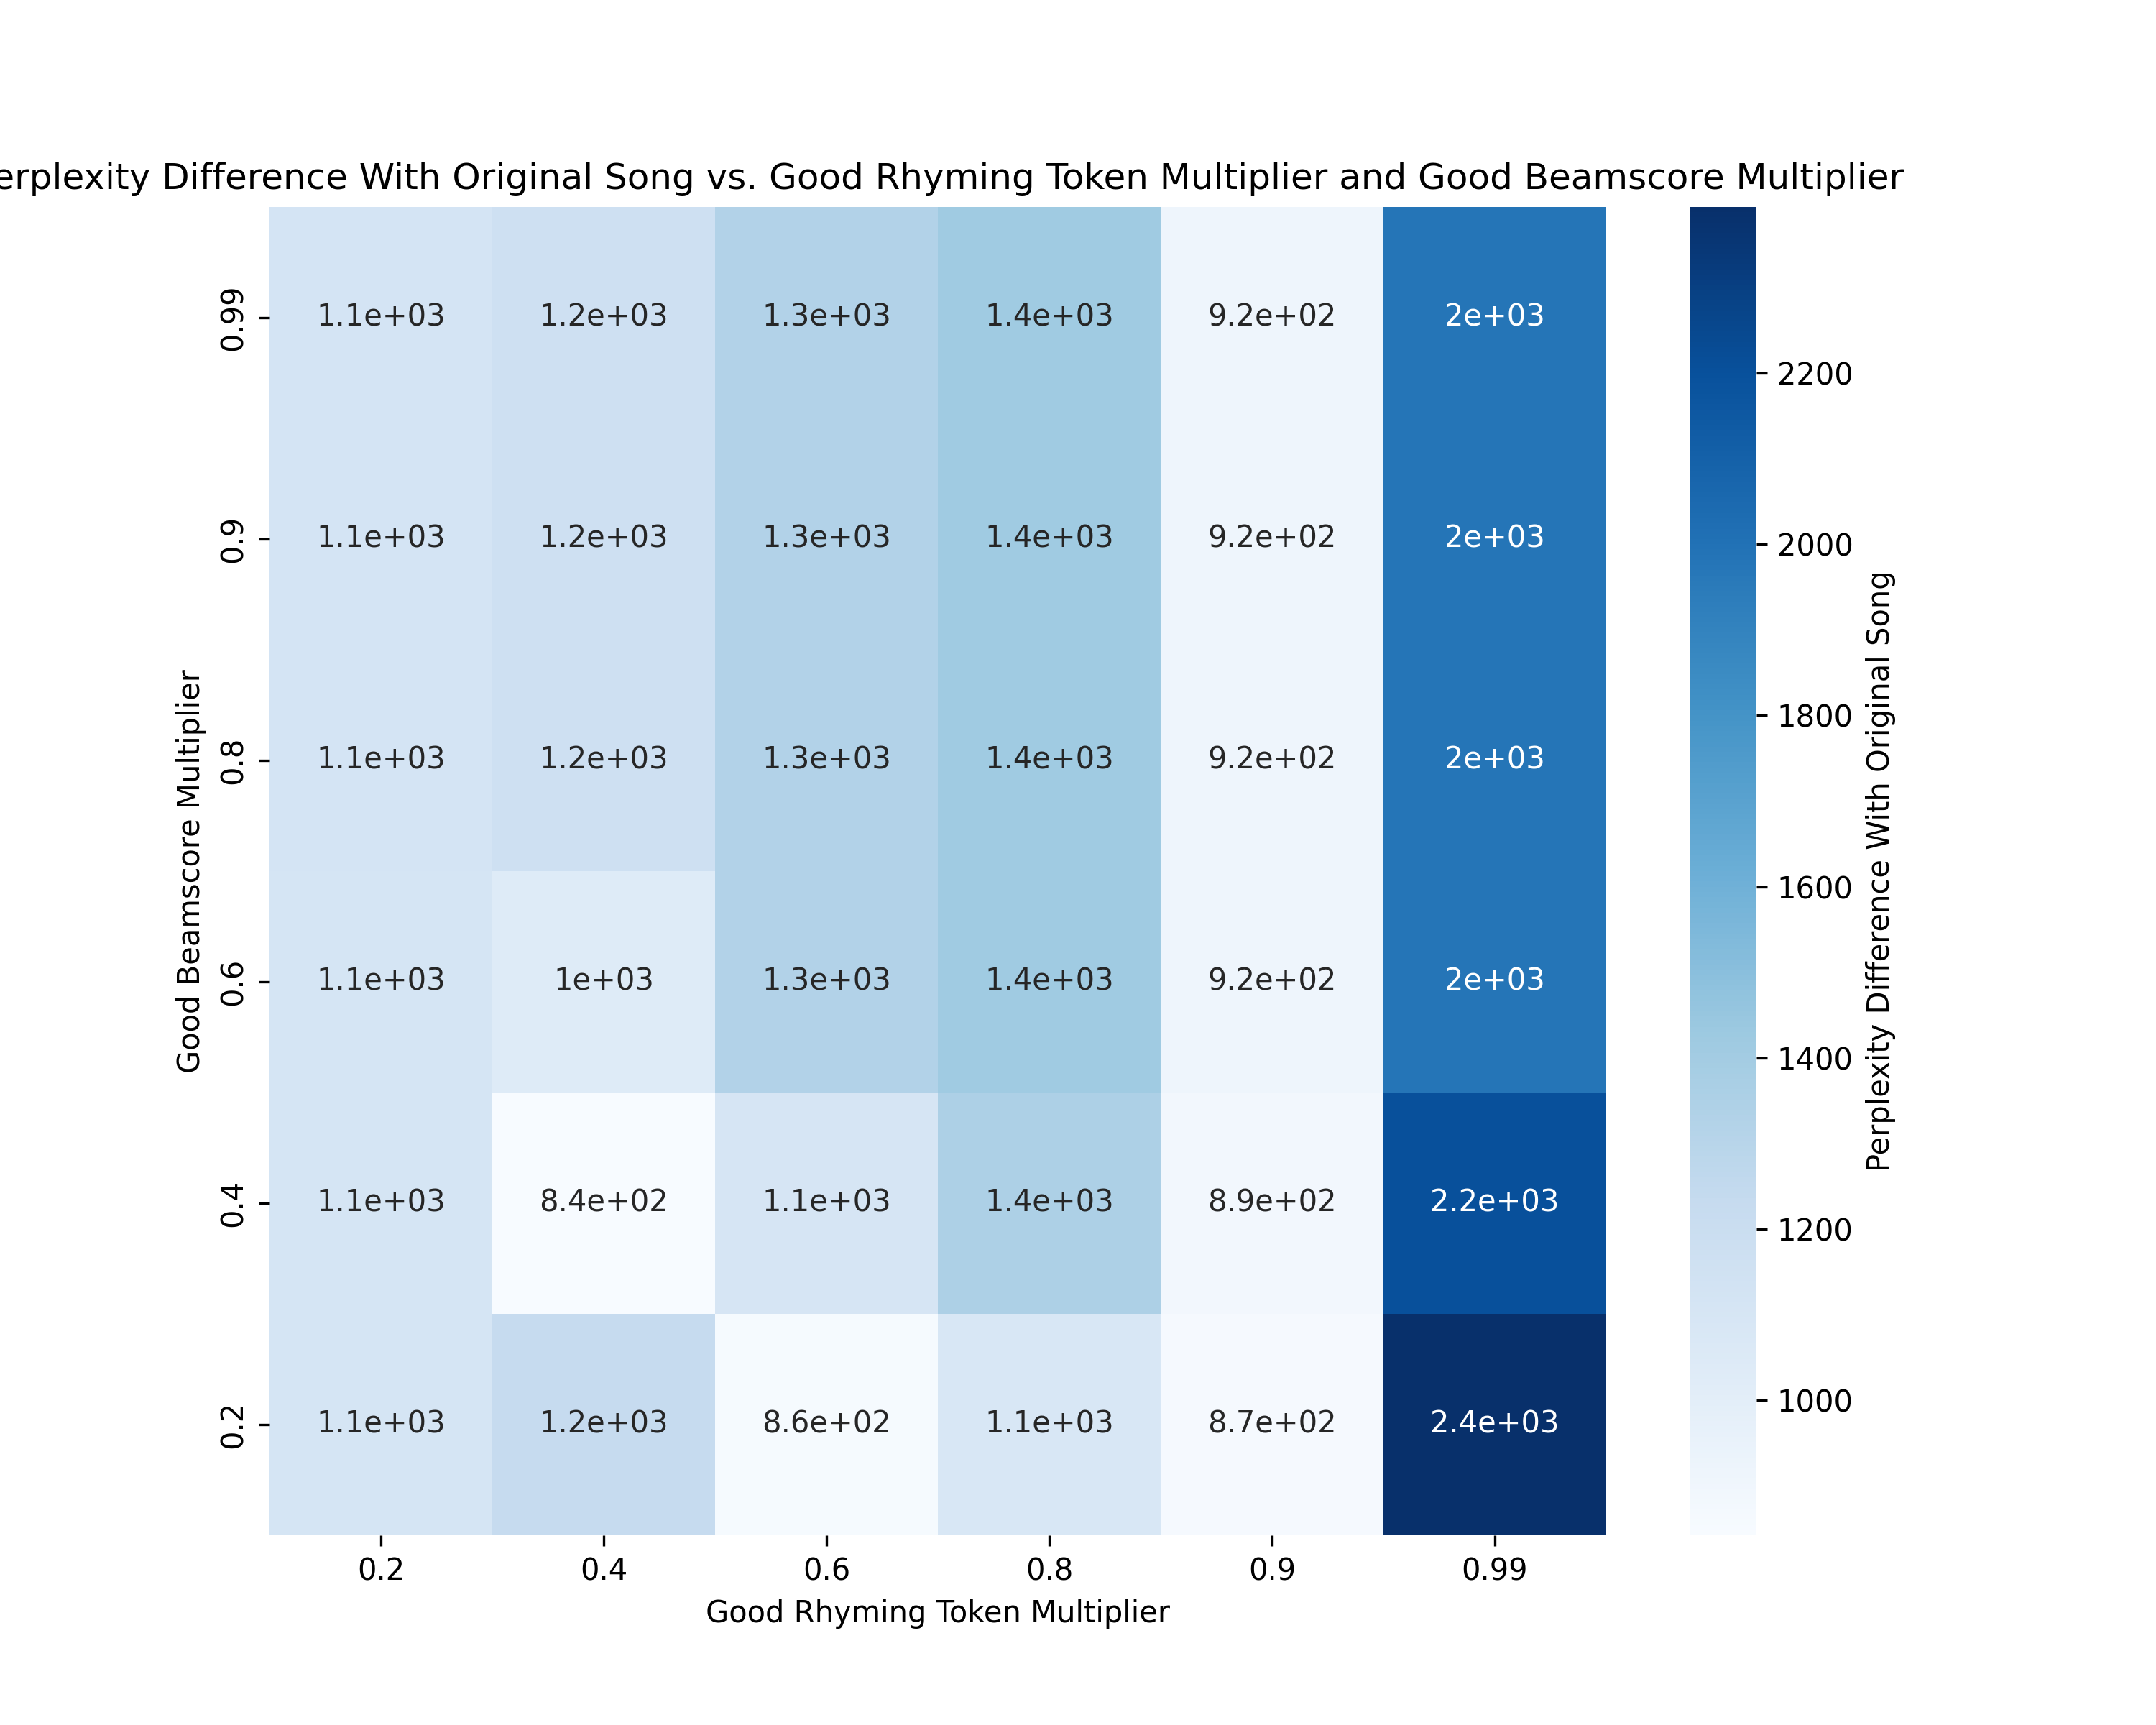 erplexity Difference With Original Song vs. Good Rhyming Token Multiplier and Good Beamscore Multiplier
0.99
1.1e+03 1.2e+03 1.3e+03 1.4e+03 9.2e+02 2e+03
0.9
1.1e+03 1.2e+03 1.3e+03 1.4e+03 9.2e+02 2e+03
0.8
1.1e+03 1.2e+03 1.3e+03 1.4e+03 9.2e+02 2e+03
0.6
1.1e+03 1e+03 1.3e+03 1.4e+03 9.2e+02 2e+03
0.4
1.1e+03 8.4e+02 1.1e+03 1.4e+03 8.9e+02 2.2e+03
0.2
1.1e+03 1.2e+03 8.6e+02 1.1e+03 8.7e+02 2.4e+03
Good Beamscore Multiplier
0.2 0.4 0.6 0.8 0.9 0.99
Good Rhyming Token Multiplier
2200
2000
1800
1600
1400
1200
1000
Perplexity Difference With Original Song